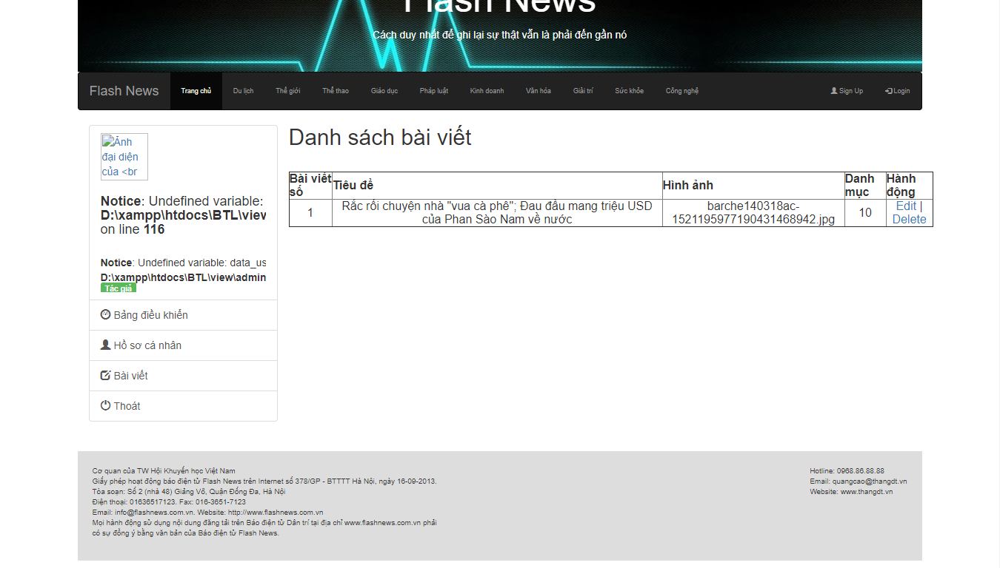 Flash News
Cách duy nhất để ghi lại sự thật vẫn là phải đến gần nó
Flash News Trang chủ Du lịch Thế giới Thể thao Giáo dục Pháp luật Kinh doanh Văn hóa Giải trí Sức khỏe Công nghệ Sign Up Login
Ảnh
đại diện
của <br
Notice: Undefined variable:
D:\xampp\htdocs\BTL\view
on line 116
Notice: Undefined variable: data_us
D:\xampp\htdocs\BTL\view\admin
Tác giả
Bảng điều khiển
Hồ sơ cá nhân
Bài viết
Thoát
Danh sách bài viết
Bài viết số Tiêu đề Hình ảnh Danh mục Hành động
1 Rắc rối chuyện nhà "vua cà phê"; Đau đầu mang triệu USD của Phan Sào Nam về nước barche140318ac-1521195977190431468942.jpg 10 Edit | Delete
Cơ quan của TW Hội Khuyến học Việt Nam
Giấy phép hoạt động báo điện tử Flash News trên Internet số 378/GP - BTTTT Hà Nội, ngày 16-09-2013.
Tòa soạn: Số 2 (nhà 48) Giảng Võ, Quận Đống Đa, Hà Nội
Điện thoại: 01636517123. Fax: 016-3651-7123
Email: info@flashnews.com.vn. Website: http://www.flashnews.com.vn
Mọi hành động sử dụng nội dung đăng tải trên Báo điện tử Dân trí tại địa chỉ www.flashnews.com.vn phải
có sự đồng ý bằng văn bản của Báo điện tử Flash News.
Hotline: 0968.86.88.88
Email: quangcao@thangdt.vn
Website: www.thangdt.vn